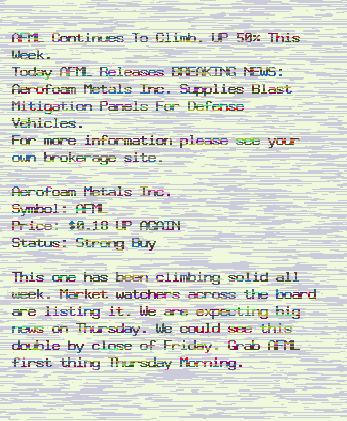 AFML Continues To Climb. UP 50% This
Week.
Today AFML Releases BREAKING NEWS:
Aerofoam Metals Inc. Supplies Blast
Mitigation Panels For Defense
Vehicles.
For more information please see your
own brokerage site.
Aerofoam Metals Inc.
Symbol: AFML
Price: $0.18 UP AGAIN
Status: Strong Buy
This one has been climbing solid all
week. Market watchers across the board
are listing it. We are expecting big
news on Thursday. We could see this
double by close of Friday. Grab AFML
first thing Thursday Morning.